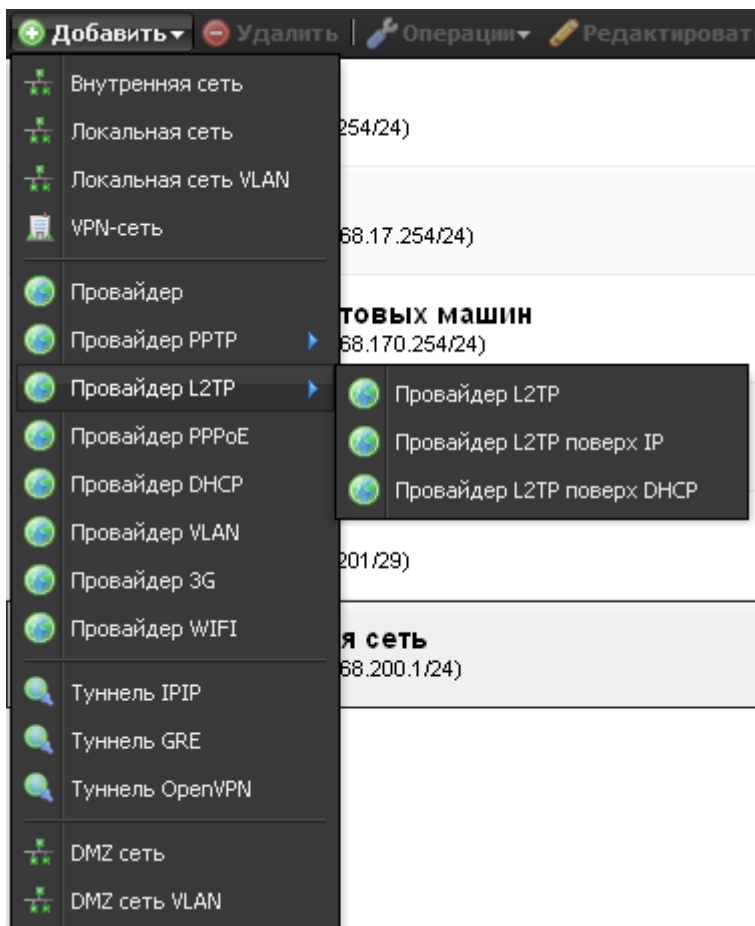 Добавить Удалить Операции Редактироват
Внутренняя сеть
Локальная сеть
254/24)
Локальная сеть VLAN
VPN-сеть
68.17.254/24)
Провайдер
товых машин
Провайдер PPTP
68.170.254/24)
Провайдер L2TP
Провайдер L2TP
Провайдер PPPoE
Провайдер L2TP поверх IP
Провайдер DHCP
Провайдер L2TP поверх DHCP
Провайдер VLAN
201/29)
Провайдер 3G
Провайдер WIFI
я сеть
68.200.1/24)
Туннель IPIP
Туннель GRE
Туннель OpenVPN
DMZ сеть
DMZ сеть VLAN